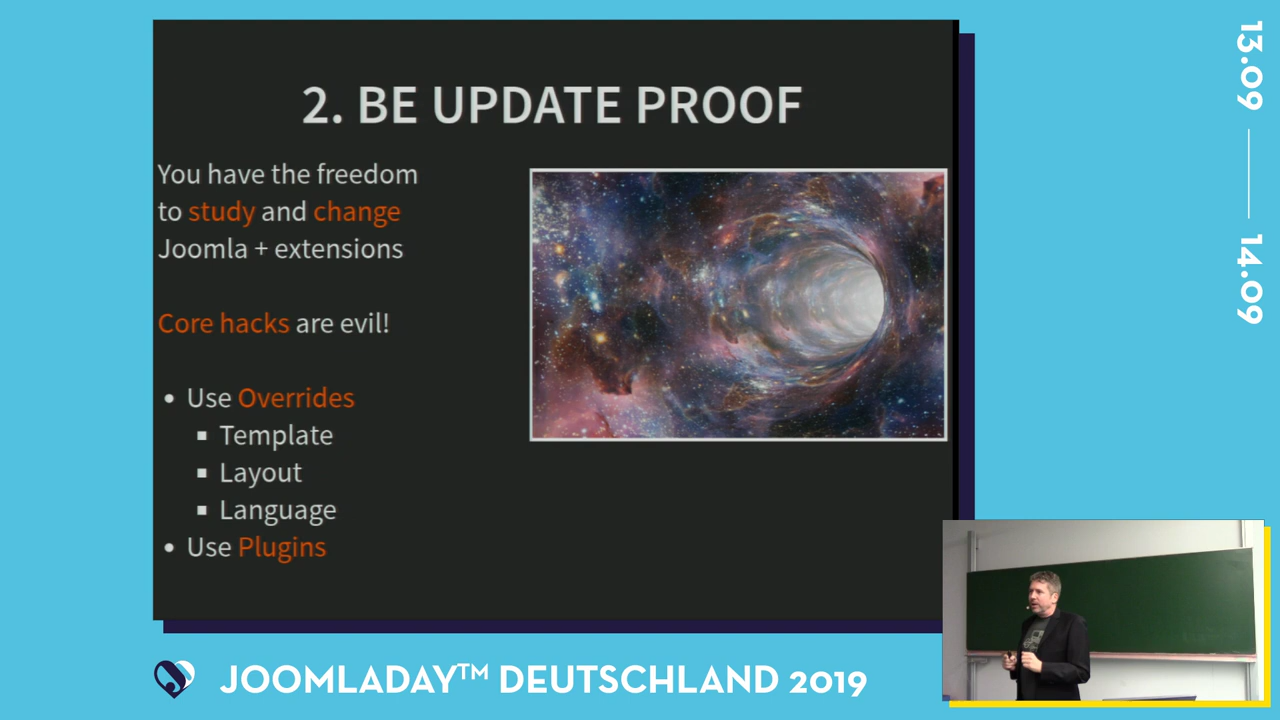 2. BE UPDATE PROOF
You have the freedom
to study and change
Joomla + extensions
Core hacks are evil!
• Use Overrides
▪ Template
▪ Layout
▪ Language
• Use Plugins
13.09
14.09
JOOMLADAY™ DEUTSCHLAND 2019